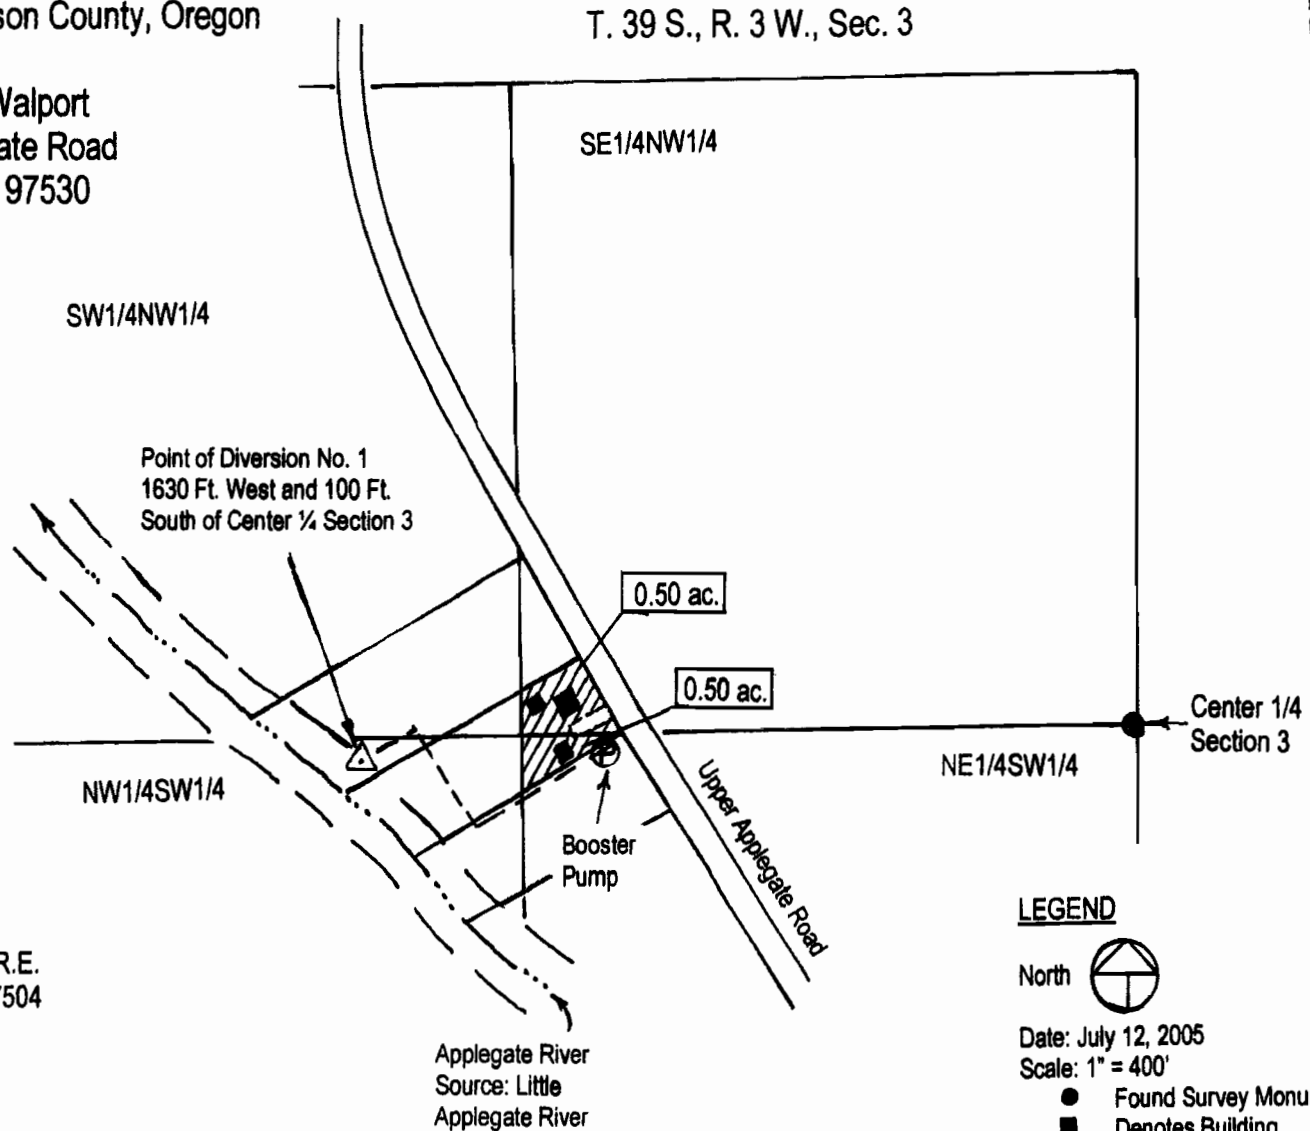 son County, Oregon
T. 39 S., R. 3 W., Sec. 3
Walport
ate Road
97530
SE1/4NW1/4
SW1/4NW1/4
Point of Diversion No. 1
1630 Ft. West and 100 Ft.
South of Center ¼ Section 3
0.50 ac.
0.50 ac.
Center 1/4
Section 3
NE1/4SW1/4
NW1/4SW1/4
Upper Applegate Road
Booster
Pump
R.E.
7504
Applegate River
Source: Little
Applegate River
LEGEND
North
Date: July 12, 2005
Scale: 1" = 400'
Found Survey Monu
Denotes Building